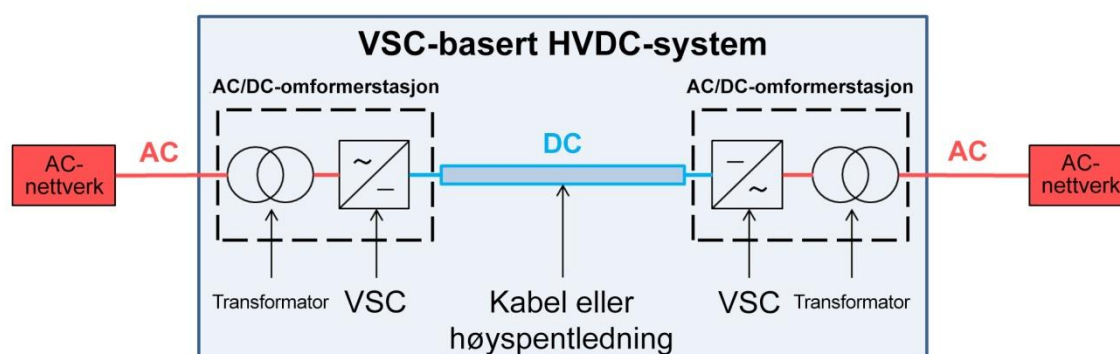 VSC-basert HVDC-system
AC/DC-omformerstasjon
AC/DC-omformerstasjon
AC-
nettverk
AC
DC
AC
AC-
nettverk
Transformator
VSC
Kabel eller
høyspentledning
VSC
Transformator